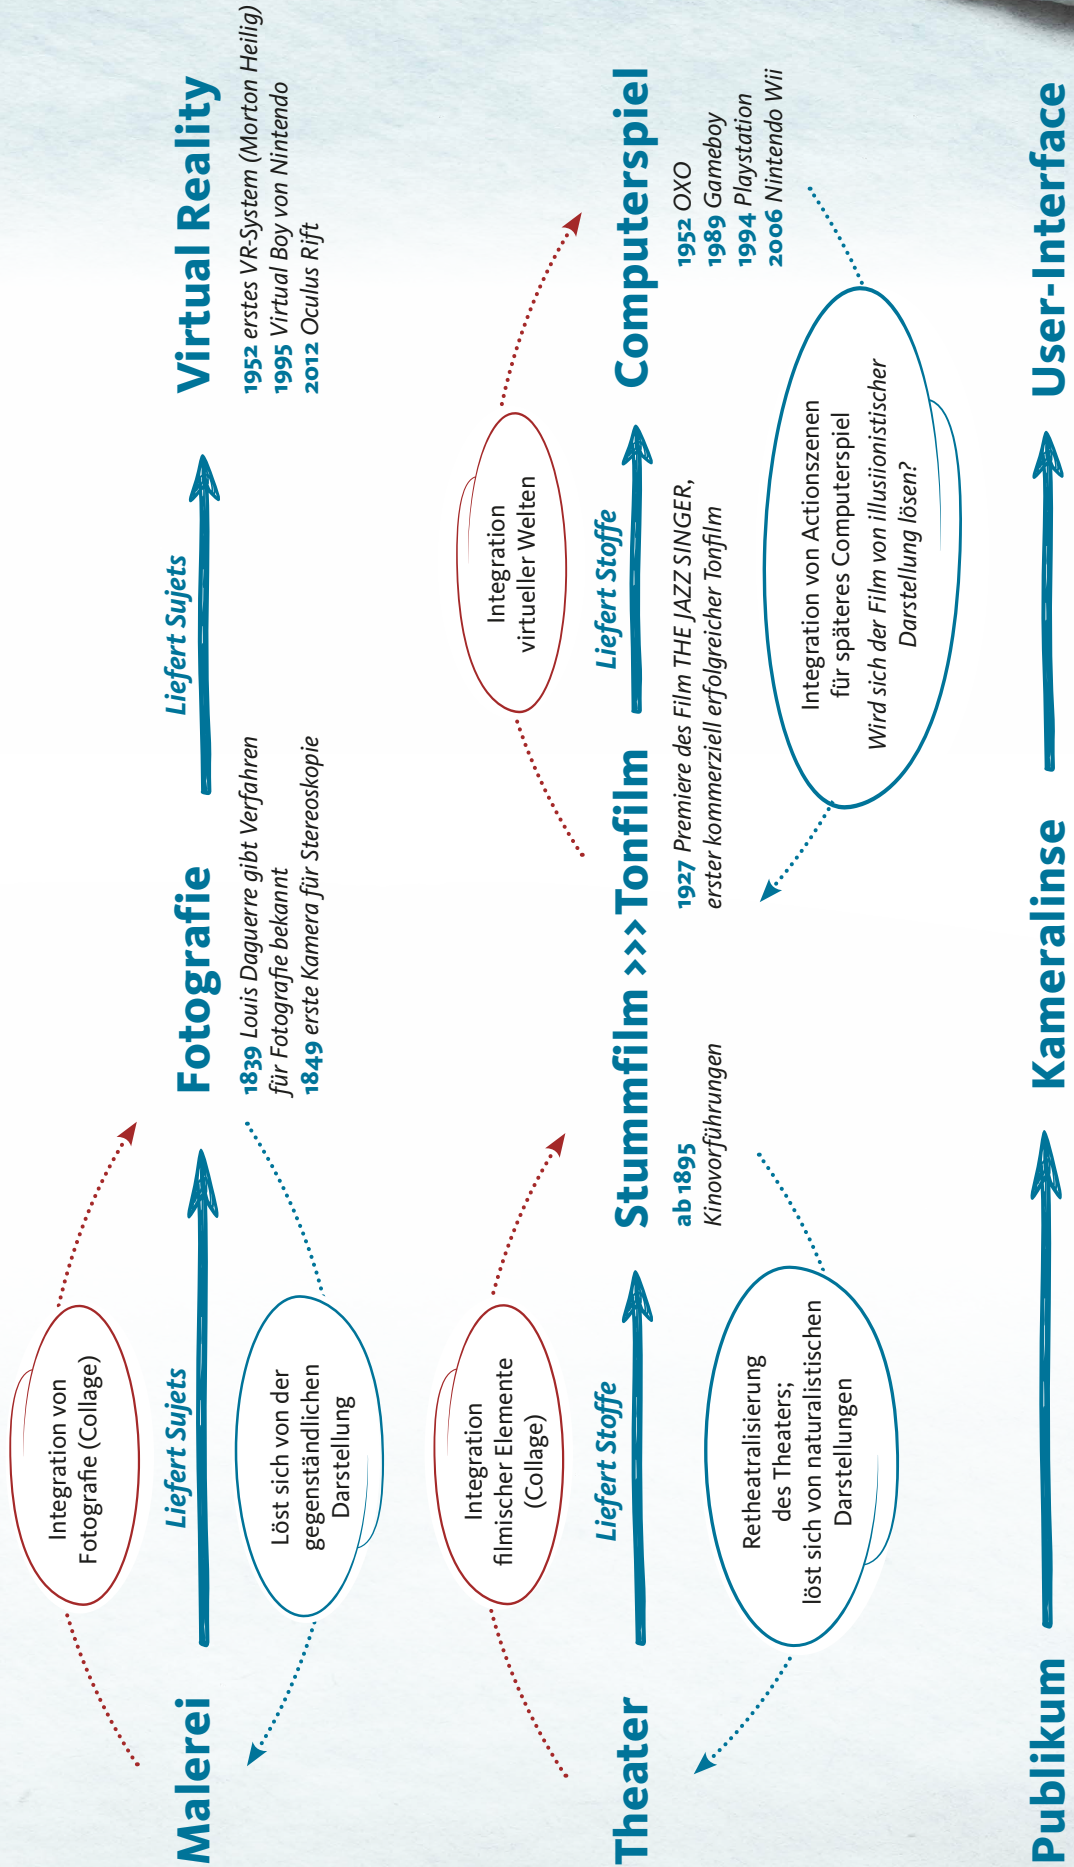 Malerei
Integration von
Fotografie (Collage)
Liefert Sujets
Löst sich von der
gegenständlichen
Darstellung
Fotografie
1839 Louis Daguerre gibt Verfahren
für Fotografie bekannt
1849 erste Kamera für Stereoskopie
Liefert Sujets
Virtual Reality
1952 erstes VR-System (Morton Heilig)
1995 Virtual Boy von Nintendo
2012 Oculus Rift
Theater
Integration
filmischer Elemente
(Collage)
Liefert Stoffe
Retheatralisierung
des Theaters;
löst sich von naturalistischen
Darstellungen
Stummfilm >>> Tonfilm
ab 1895
Kinovorführungen
1927 Premiere des Film THE JAZZ SINGER,
erster kommerziell erfolgreicher Tonfilm
Integration
virtueller Welten
Liefert Stoffe
Integration von Actionszenen
für späteres Computerspiel
Wird sich der Film von illusiionistischer
Darstellung lösen?
Computerspiel
1952 OXO
1989 Gameboy
1994 Playstation
2006 Nintendo Wii
Publikum
Kameralinse
User-Interface